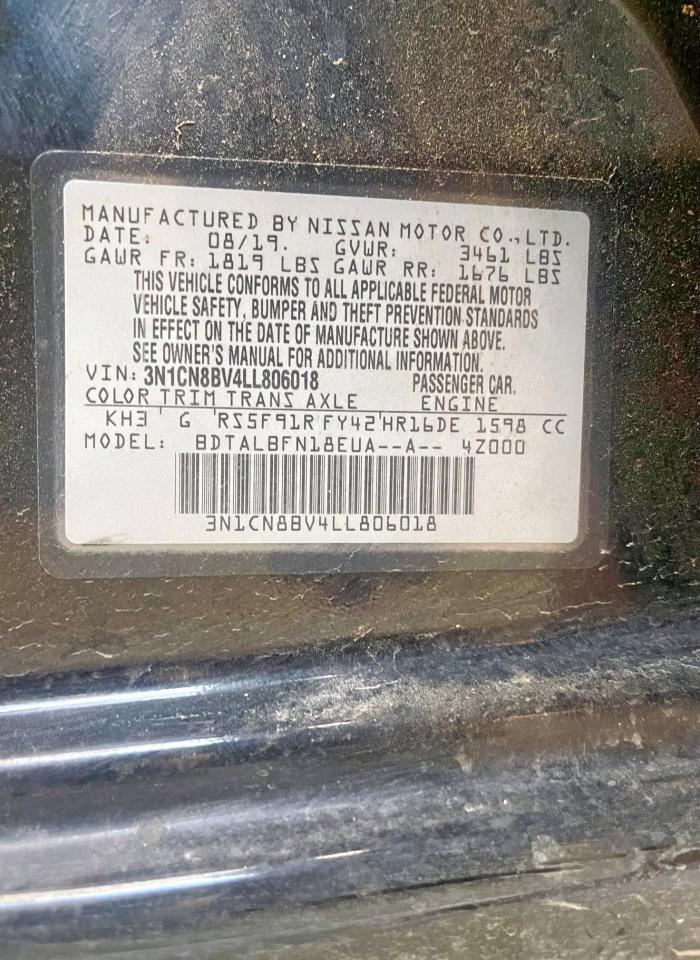 MANUFACTURED BY NISSAN MOTOR CO.,LTD.
DATE: 08/19. GVWR: 3461 LBS
GAWR FR: 1819 LBS GAWR RR: 1676 LBS
THIS VEHICLE CONFORMS TO ALL APPLICABLE FEDERAL MOTOR
VEHICLE SAFETY, BUMPER AND THEFT PREVENTION STANDARDS
IN EFFECT ON THE DATE OF MANUFACTURE SHOWN ABOVE.
SEE OWNER'S MANUAL FOR ADDITIONAL INFORMATION.
VIN: 3N1CN8BV4LL806018 PASSENGER CAR.
COLOR TRIM TRANS AXLE ENGINE
KH3 ' G 'RS5F91R FY42'HR16DE 1598 CC
MODEL: BDTALBFN18EUA--A-- 4Z000
3N1CN8BV4LL806018